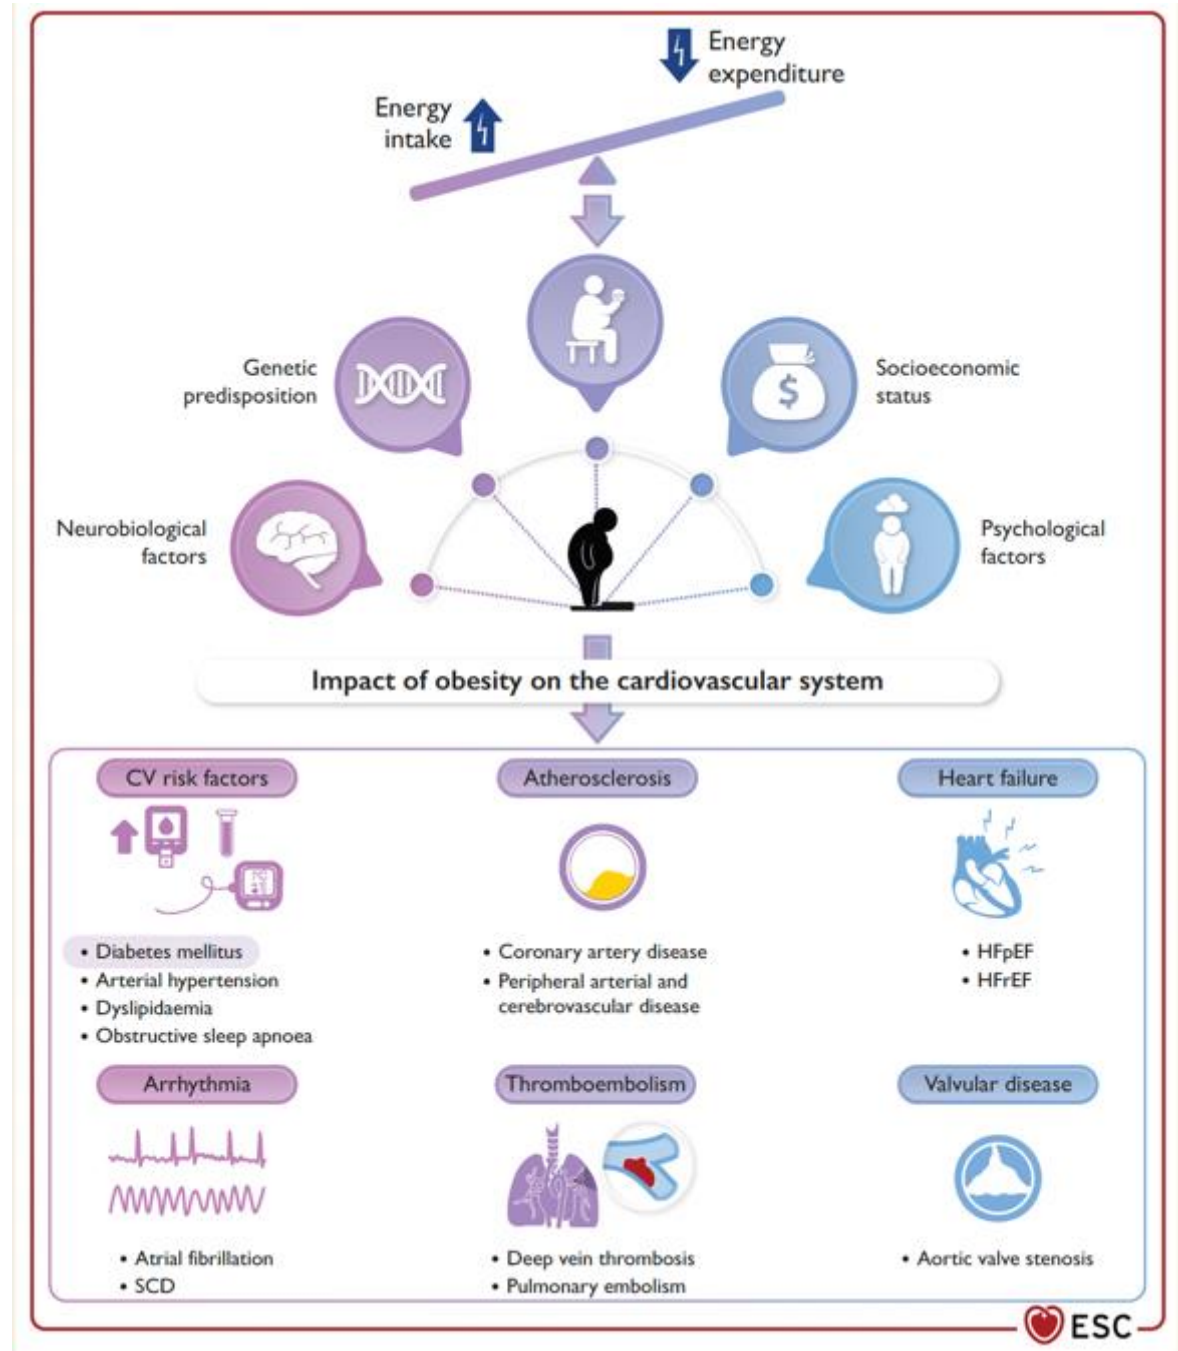 Energy
expenditure
Energy
intake
Genetic
predisposition
$
Socioeconomic
status
Neurobiological
factors
Psychological
factors
Impact of obesity on the cardiovascular system
CV risk factors
Atherosclerosis
Heart failure
• Diabetes mellitus
• Arterial hypertension
• Dyslipidaemia
• Obstructive sleep apnoea
• Coronary artery disease
• Peripheral arterial and
cerebrovascular disease
• HFpEF
• HFrEF
Arrhythmia
Thromboembolism
Valvular disease
• Atrial fibrillation
• SCD
• Deep vein thrombosis
• Pulmonary embolism
• Aortic valve stenosis
ESC